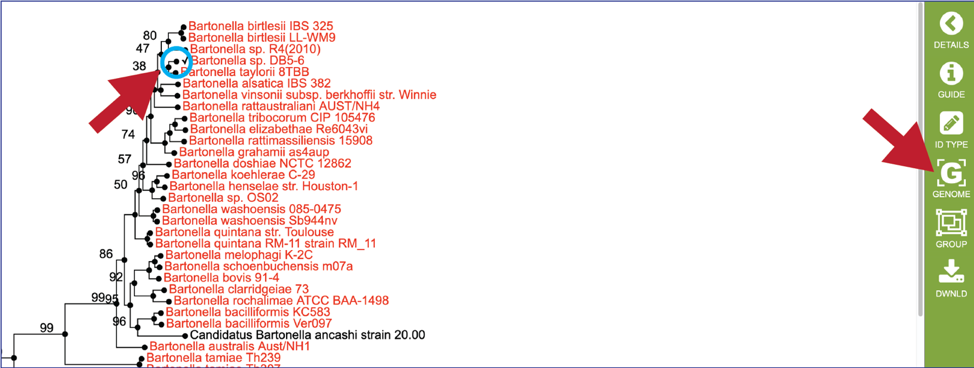 Bartonella birtlesii IBS 325
80
Bartonella birtlesii LL-WM9
47
Bartonella sp. R4(2010)
Bartonella sp. DB5-6
38
Bartonella taylorii 8TBB
Bartonella alsatica IBS 382
Bartonella vinsonii subsp. berkhoffii str. Winnie
Bartonella rattaustraliani AUST/NH4
Bartonella tribocorum CIP 105476
Bartonella elizabethae Re6043vi
74
Bartonella rattimassiliensis 15908
Bartonella grahamii as4aup
57
Bartonella doshiae NCTC 12862
96
Bartonella koehlerae C-29
50
Bartonella henselae str. Houston-1
Bartonella sp. OS02
Bartonella washoensis 085-0475
Bartonella washoensis Sb944nv
Bartonella quintana str. Toulouse
Bartonella quintana RM-11 strain RM_11
86
Bartonella melophagi K-2C
Bartonella schoenbuchensis m07a
92
Bartonella bovis 91-4
Bartonella clarridgeiae 73
99
95
Bartonella rochalimae ATCC BAA-1498
Bartonella bacilliformis KC583
96
Bartonella bacilliformis Ver097
99
Candidatus Bartonella ancashi strain 20.00
Bartonella australis Aust/NH1
Bartonella tamiae Th239
DETAILS
GUIDE
ID TYPE
G
GENOME
GROUP
DWNLD